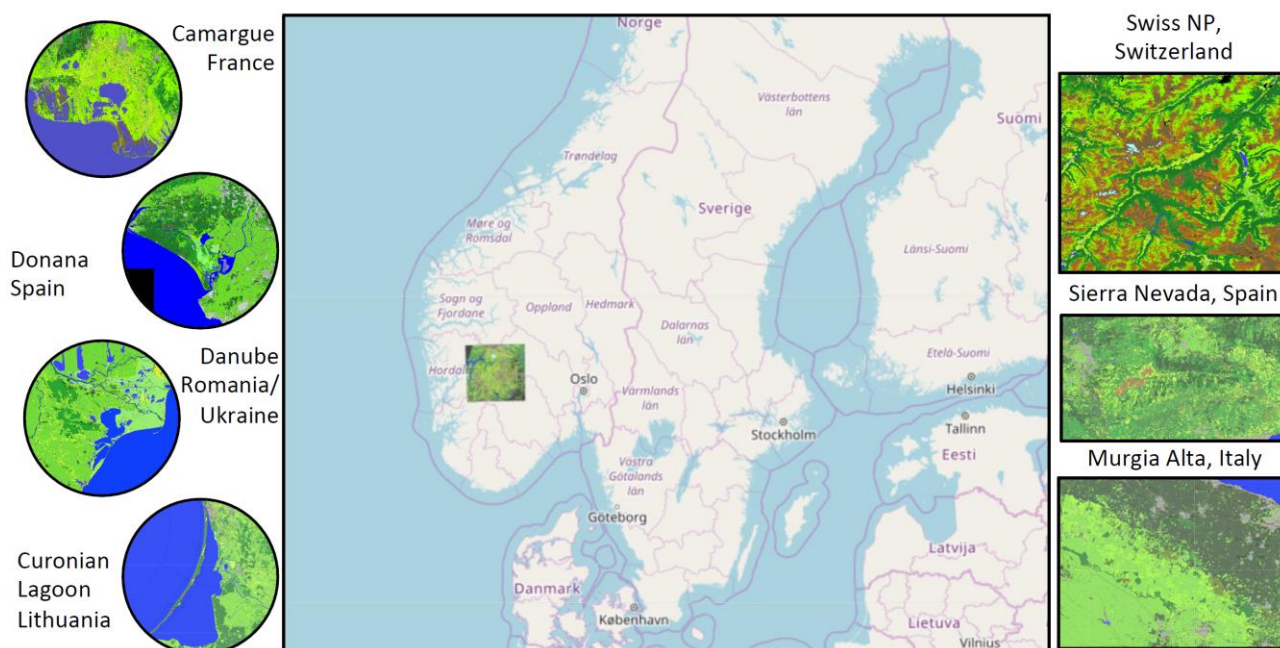 Camargue
France
Donana
Spain
Danube
Romania/
Ukraine
Curonian
Lagoon
Lithuania
Norge
Västerbottens
län
Suomi
Trøndelag
Sverige
Møre og
Romsdal
Länsi-Suomi
Sogn og
Fjordane
Oppland
Hedmark
Dalarnas
län
Etelä-Suomi
Oslo
Värmlands
län
Helsinki
Stockholm
Tallinn
Eesti
Västra
Götalands
län
Göteborg
Latvija
Danmark
København
Lietuva
Vilnius
Swiss NP,
Switzerland
Sierra Nevada, Spain
Murgia Alta, Italy